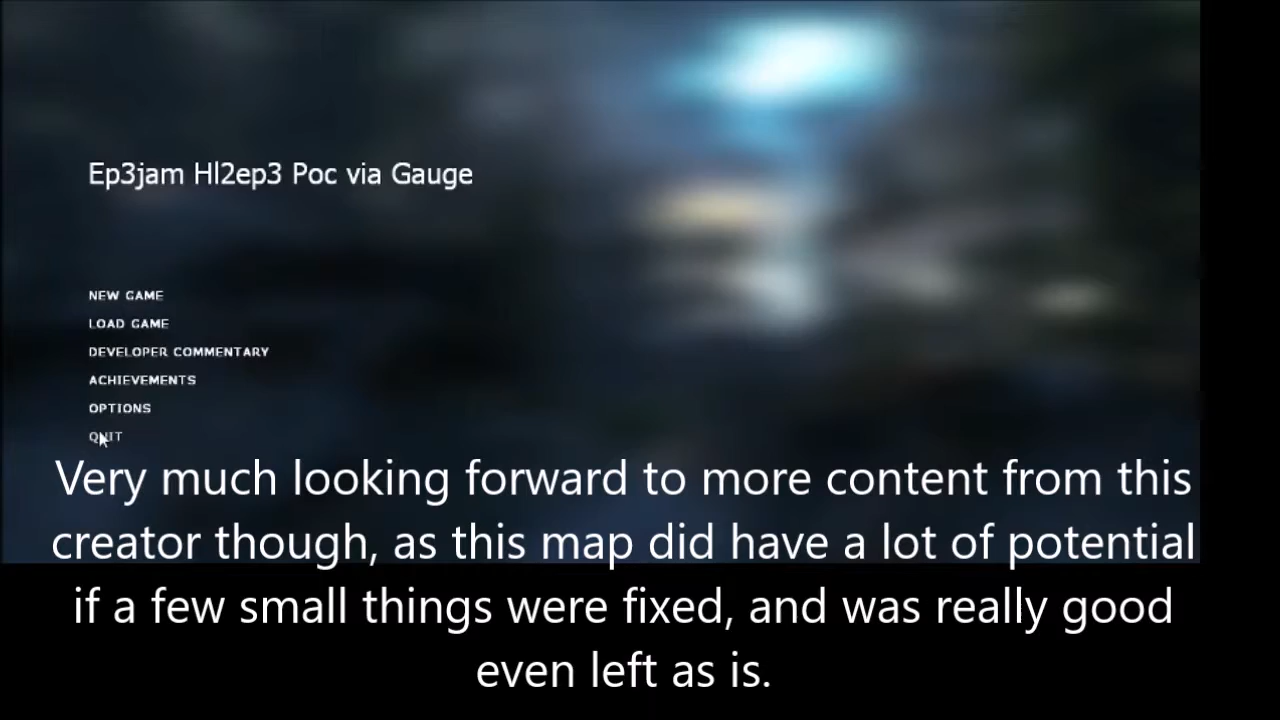 Ep3jam Hl2ep3 Poc via Gauge
NEW GAME
LOAD GAME
DEVELOPER COMMENTARY
ACHIEVEMENTS
OPTIONS
QUIT
Very much looking forward to more content from this
creator though, as this map did have a lot of potential
if a few small things were fixed, and was really good
even left as is.